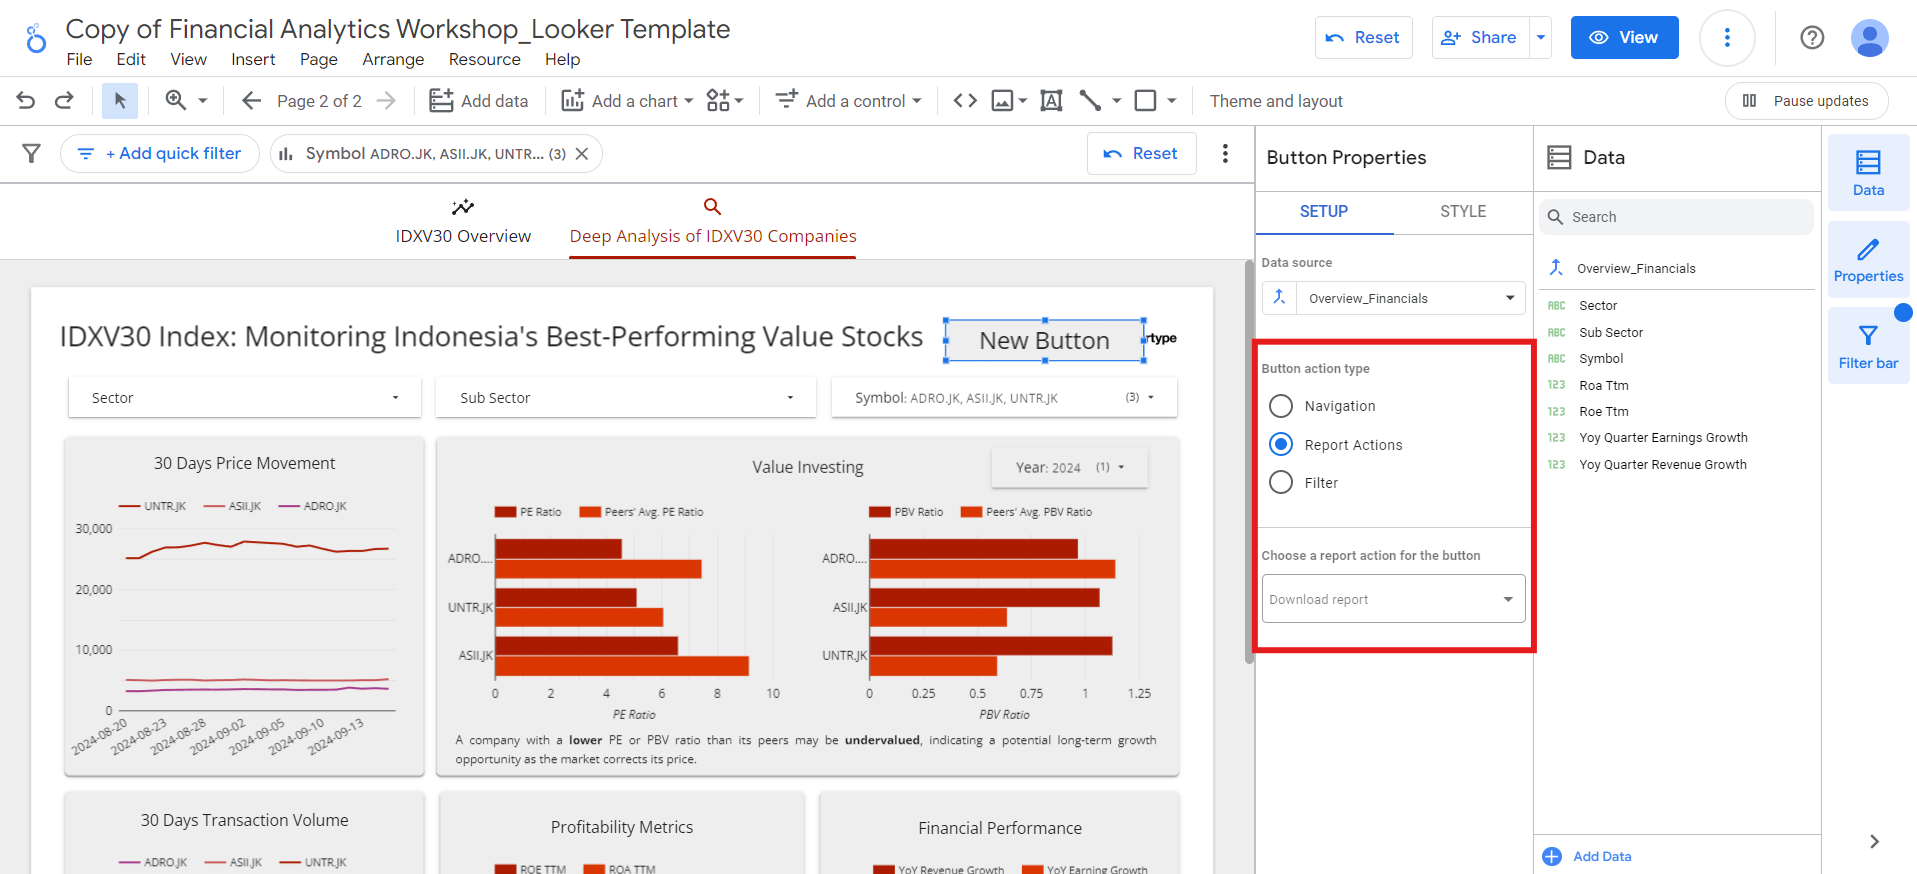 Copy of Financial Analytics Workshop_Looker Template
File Edit View Insert Page Arrange Resource Help
Reset
Share
View
Page 2 of 2
Add data
Add a chart
Add a control
Theme and layout
Pause updates
+ Add quick filter
Symbol ADRO.JK, ASII.JK, UNTR... (3)
Reset
IDXV30 Overview
Deep Analysis of IDXV30 Companies
IDXV30 Index: Monitoring Indonesia's Best-Performing Value Stocks
New Button
rtype
Sector
Sub Sector
Symbol: ADRO.JK, ASII.JK, UNTR.JK (3)
30 Days Price Movement
UNTR.JK ASII.JK ADRO.JK
30,000
20,000
10,000
0
2024-08-20 2024-08-23 2024-08-28 2024-09-02 2024-09-05 2024-09-10 2024-09-13
Value Investing
Year: 2024 (1)
PE Ratio Peers' Avg. PE Ratio
ADRO....
UNTR.JK
ASII.JK
0 2 4 6 8 10
PE Ratio
PBV Ratio Peers' Avg. PBV Ratio
ADRO....
ASII.JK
UNTR.JK
0 0.25 0.5 0.75 1 1.25
PBV Ratio
A company with a lower PE or PBV ratio than its peers may be undervalued, indicating a potential long-term growth
opportunity as the market corrects its price.
30 Days Transaction Volume
ADRO.JK ASII.JK UNTR.JK
Profitability Metrics
ROE TTM ROA TTM
Financial Performance
YoY Revenue Growth YoY Earning Growth
Button Properties
SETUP STYLE
Data source
Overview_Financials
Button action type
Navigation
Report Actions
Filter
Choose a report action for the button
Download report
Data
Search
Overview_Financials
ABC Sector
ABC Sub Sector
ABC Symbol
123 Roa Ttm
123 Roe Ttm
123 Yoy Quarter Earnings Growth
123 Yoy Quarter Revenue Growth
Add Data
Data
Properties
Filter bar